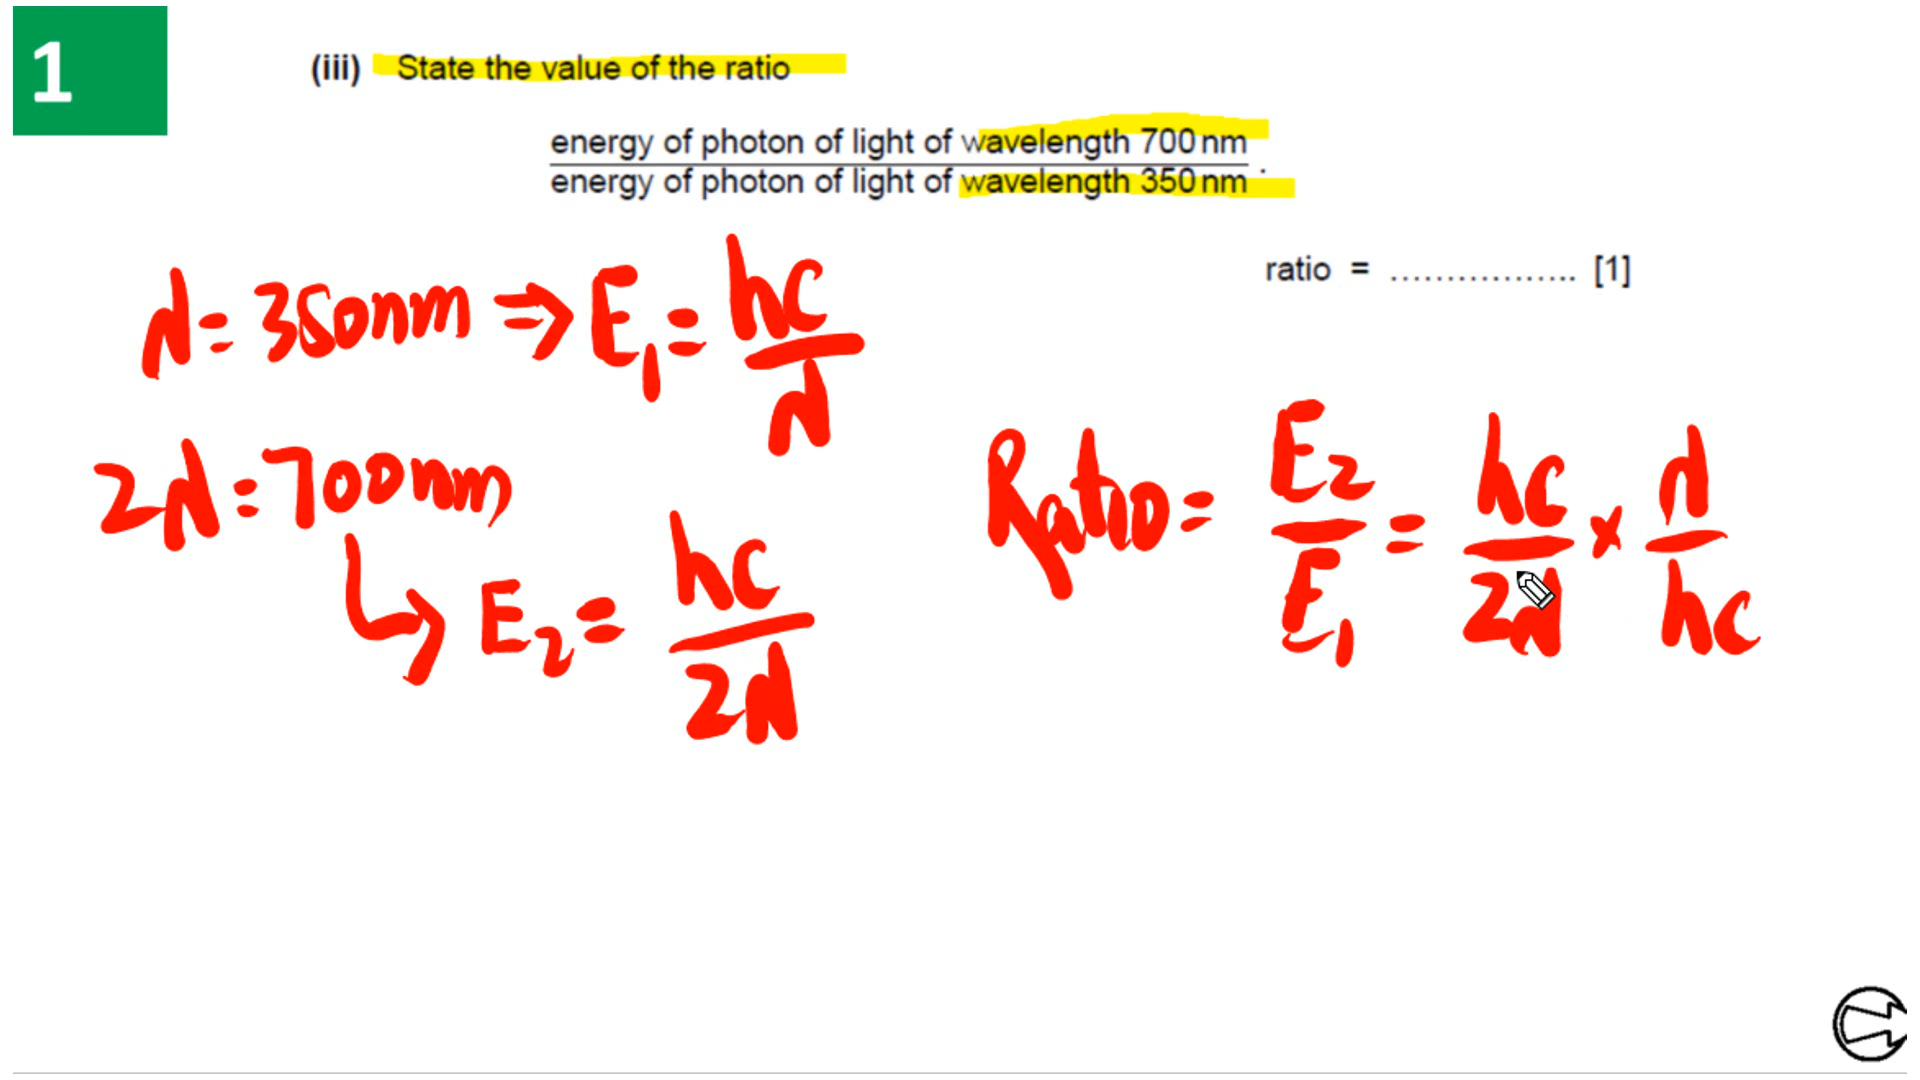 1
(iii) State the value of the ratio
energy of photon of light of wavelength 700 nm
energy of photon of light of wavelength 350 nm .
ratio = ................. [1]
λ = 350nm ⇒ E₁ = hc/λ
2λ = 700nm
↳ E₂ = hc/2λ
Ratio = E₂/E₁ = hc/2λ × λ/hc